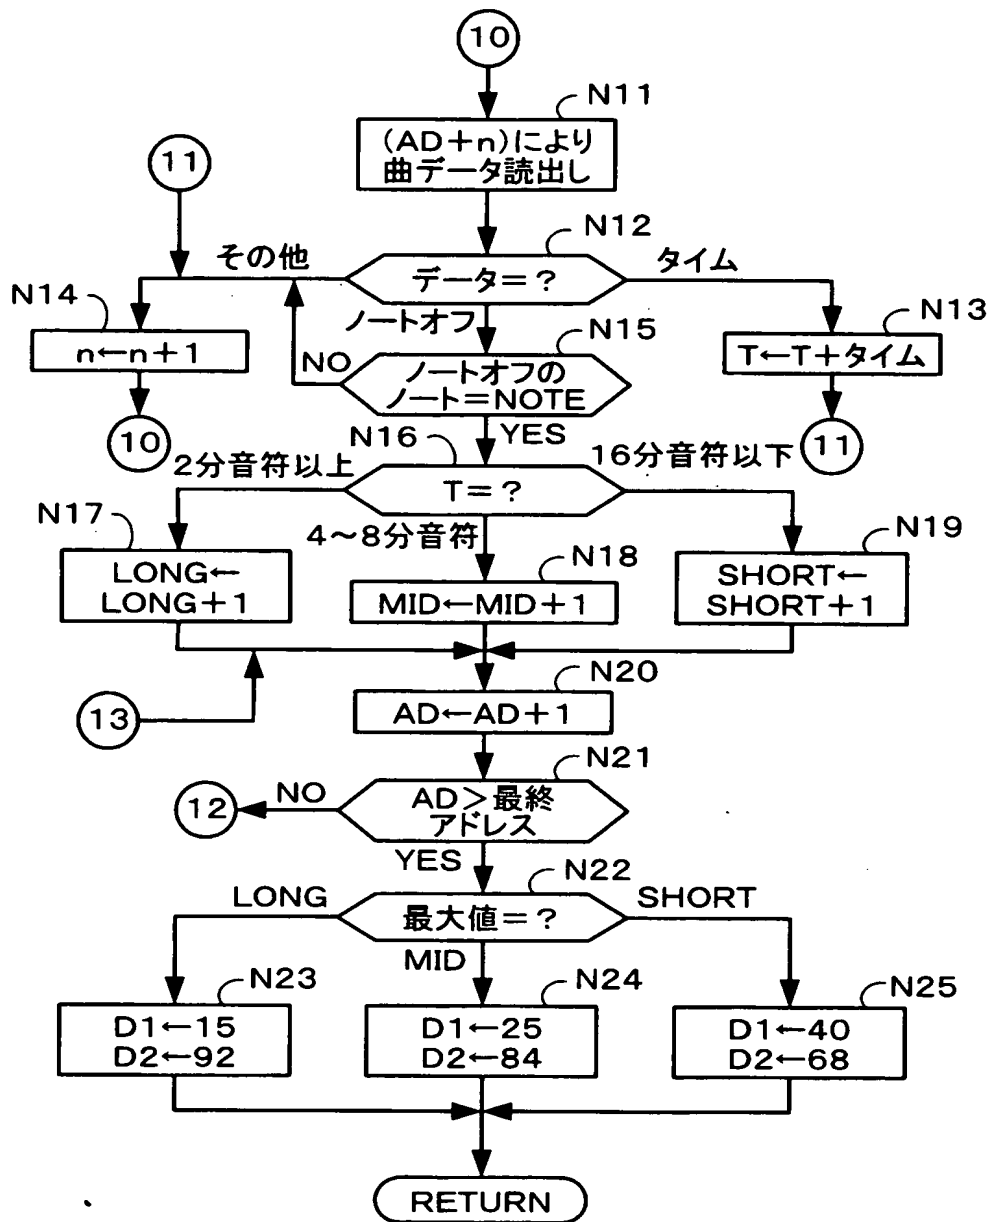 10
N11
(AD+n)により
曲データ読出し
11
N12
その他
データ=?
タイム
N14
n←n+1
ノートオフ
N15
N13
T←T+タイム
NO
ノートオフの
ノート=NOTE
10
YES
11
N16
2分音符以上
T=?
16分音符以下
N17
LONG←
LONG+1
4~8分音符
N18
MID←MID+1
N19
SHORT←
SHORT+1
13
N20
AD←AD+1
N21
12
NO
AD>最終
アドレス
YES
N22
LONG
最大値=?
SHORT
MID
N23
D1←15
D2←92
N24
D1←25
D2←84
N25
D1←40
D2←68
RETURN